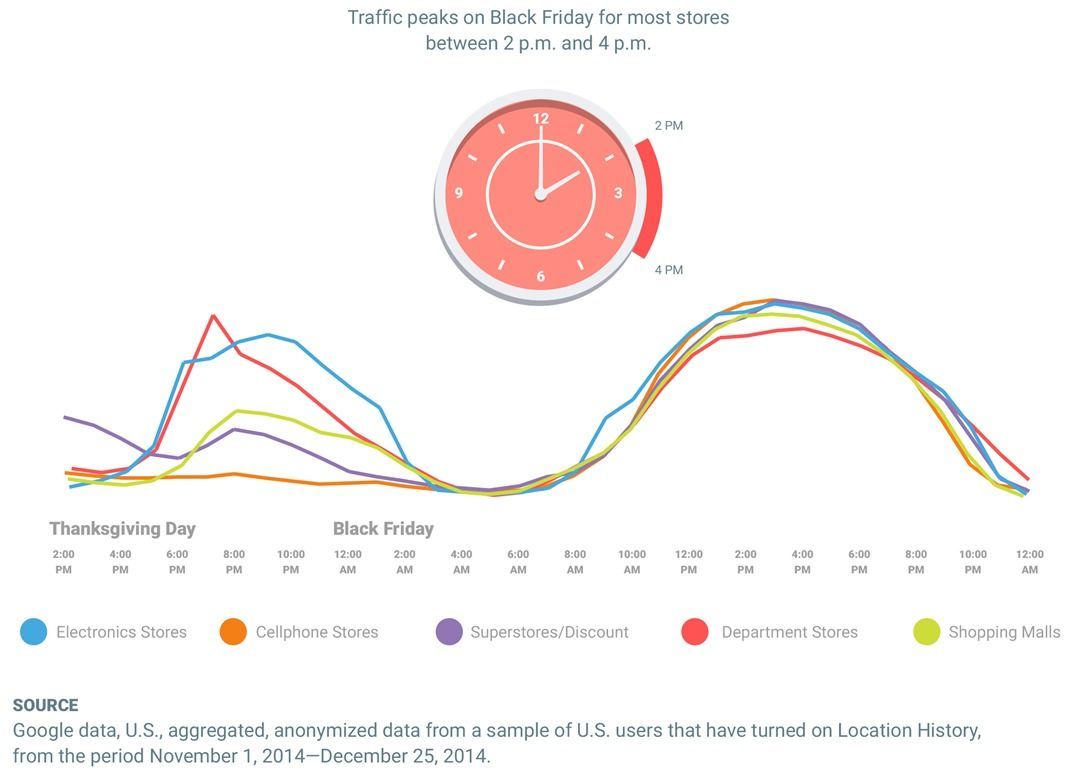 Traffic peaks on Black Friday for most stores
between 2 p.m. and 4 p.m.
12
2 PM
9
3
6
4 PM
Thanksgiving Day
Black Friday
2:00 4:00 6:00 8:00 10:00 12:00 2:00 4:00 6:00 8:00 10:00 12:00 2:00 4:00 6:00 8:00 10:00 12:00
PM PM PM PM PM AM AM AM AM AM AM PM PM PM PM PM PM AM
Electronics Stores
Cellphone Stores
Superstores/Discount
Department Stores
Shopping Malls
SOURCE
Google data, U.S., aggregated, anonymized data from a sample of U.S. users that have turned on Location History,
from the period November 1, 2014—December 25, 2014.